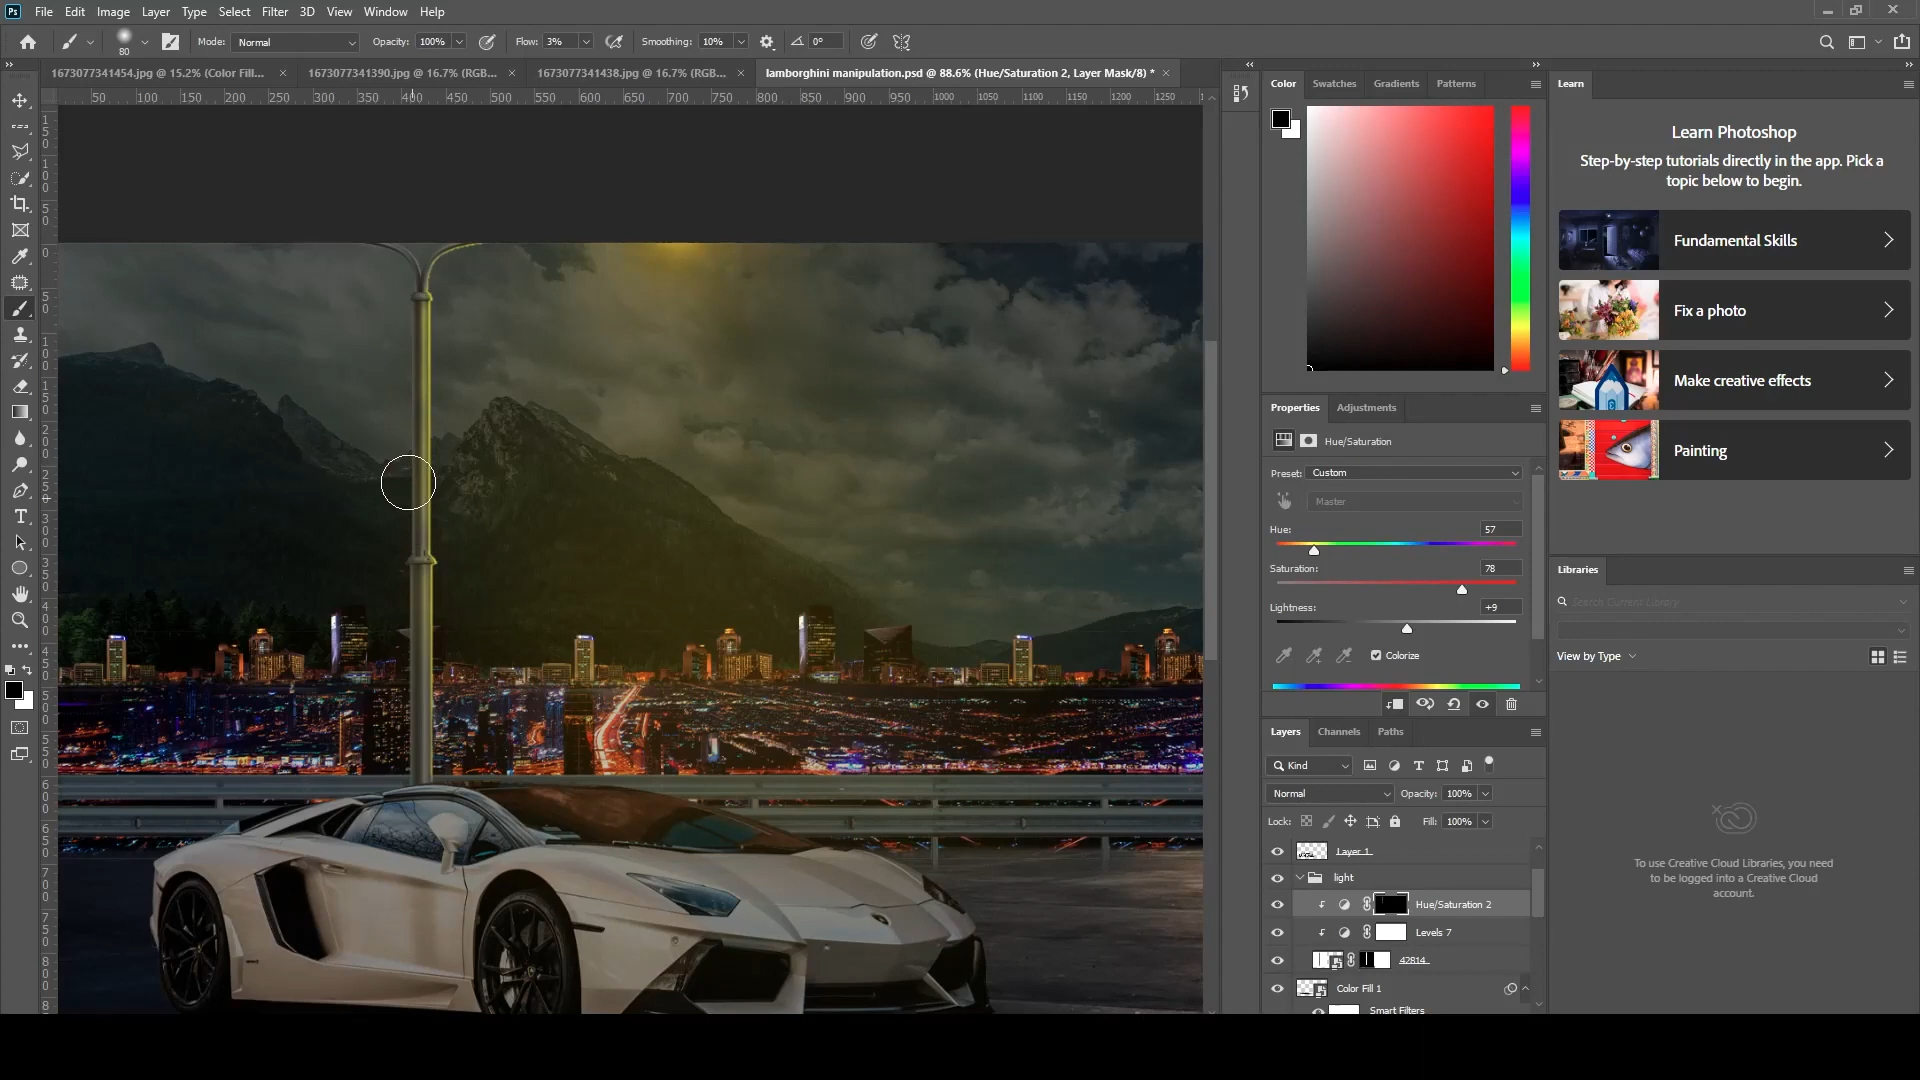 Ps File Edit Image Layer Type Select Filter 3D View Window Help
80 Mode: Normal Opacity: 100% Flow: 3% Smoothing: 10% 0°
1673077341454.jpg @ 15.2% (Color Fill... 1673077341390.jpg @ 16.7% (RGB... 1673077341438.jpg @ 16.7% (RGB... lamborghini manipulation.psd @ 88.6% (Hue/Saturation 2, Layer Mask/8) *
50 100 150 200 250 300 350 400 450 500 550 600 650 700 750 800 850 900 950 1000 1050 1100 1150 1200 1250
Color Swatches Gradients Patterns
Learn
Learn Photoshop
Step-by-step tutorials directly in the app. Pick a
topic below to begin.
Fundamental Skills
Fix a photo
Make creative effects
Painting
Properties Adjustments
Hue/Saturation
Preset: Custom
Master
Hue: 57
Saturation: 78
Lightness: +9
Colorize
Layers Channels Paths
Kind
Normal Opacity: 100%
Lock: Fill: 100%
Layer 1
light
Hue/Saturation 2
Levels 7
42814
Color Fill 1
Smart Filters
Libraries
Search Current Library
View by Type
To use Creative Cloud Libraries, you need
to be logged into a Creative Cloud
account.